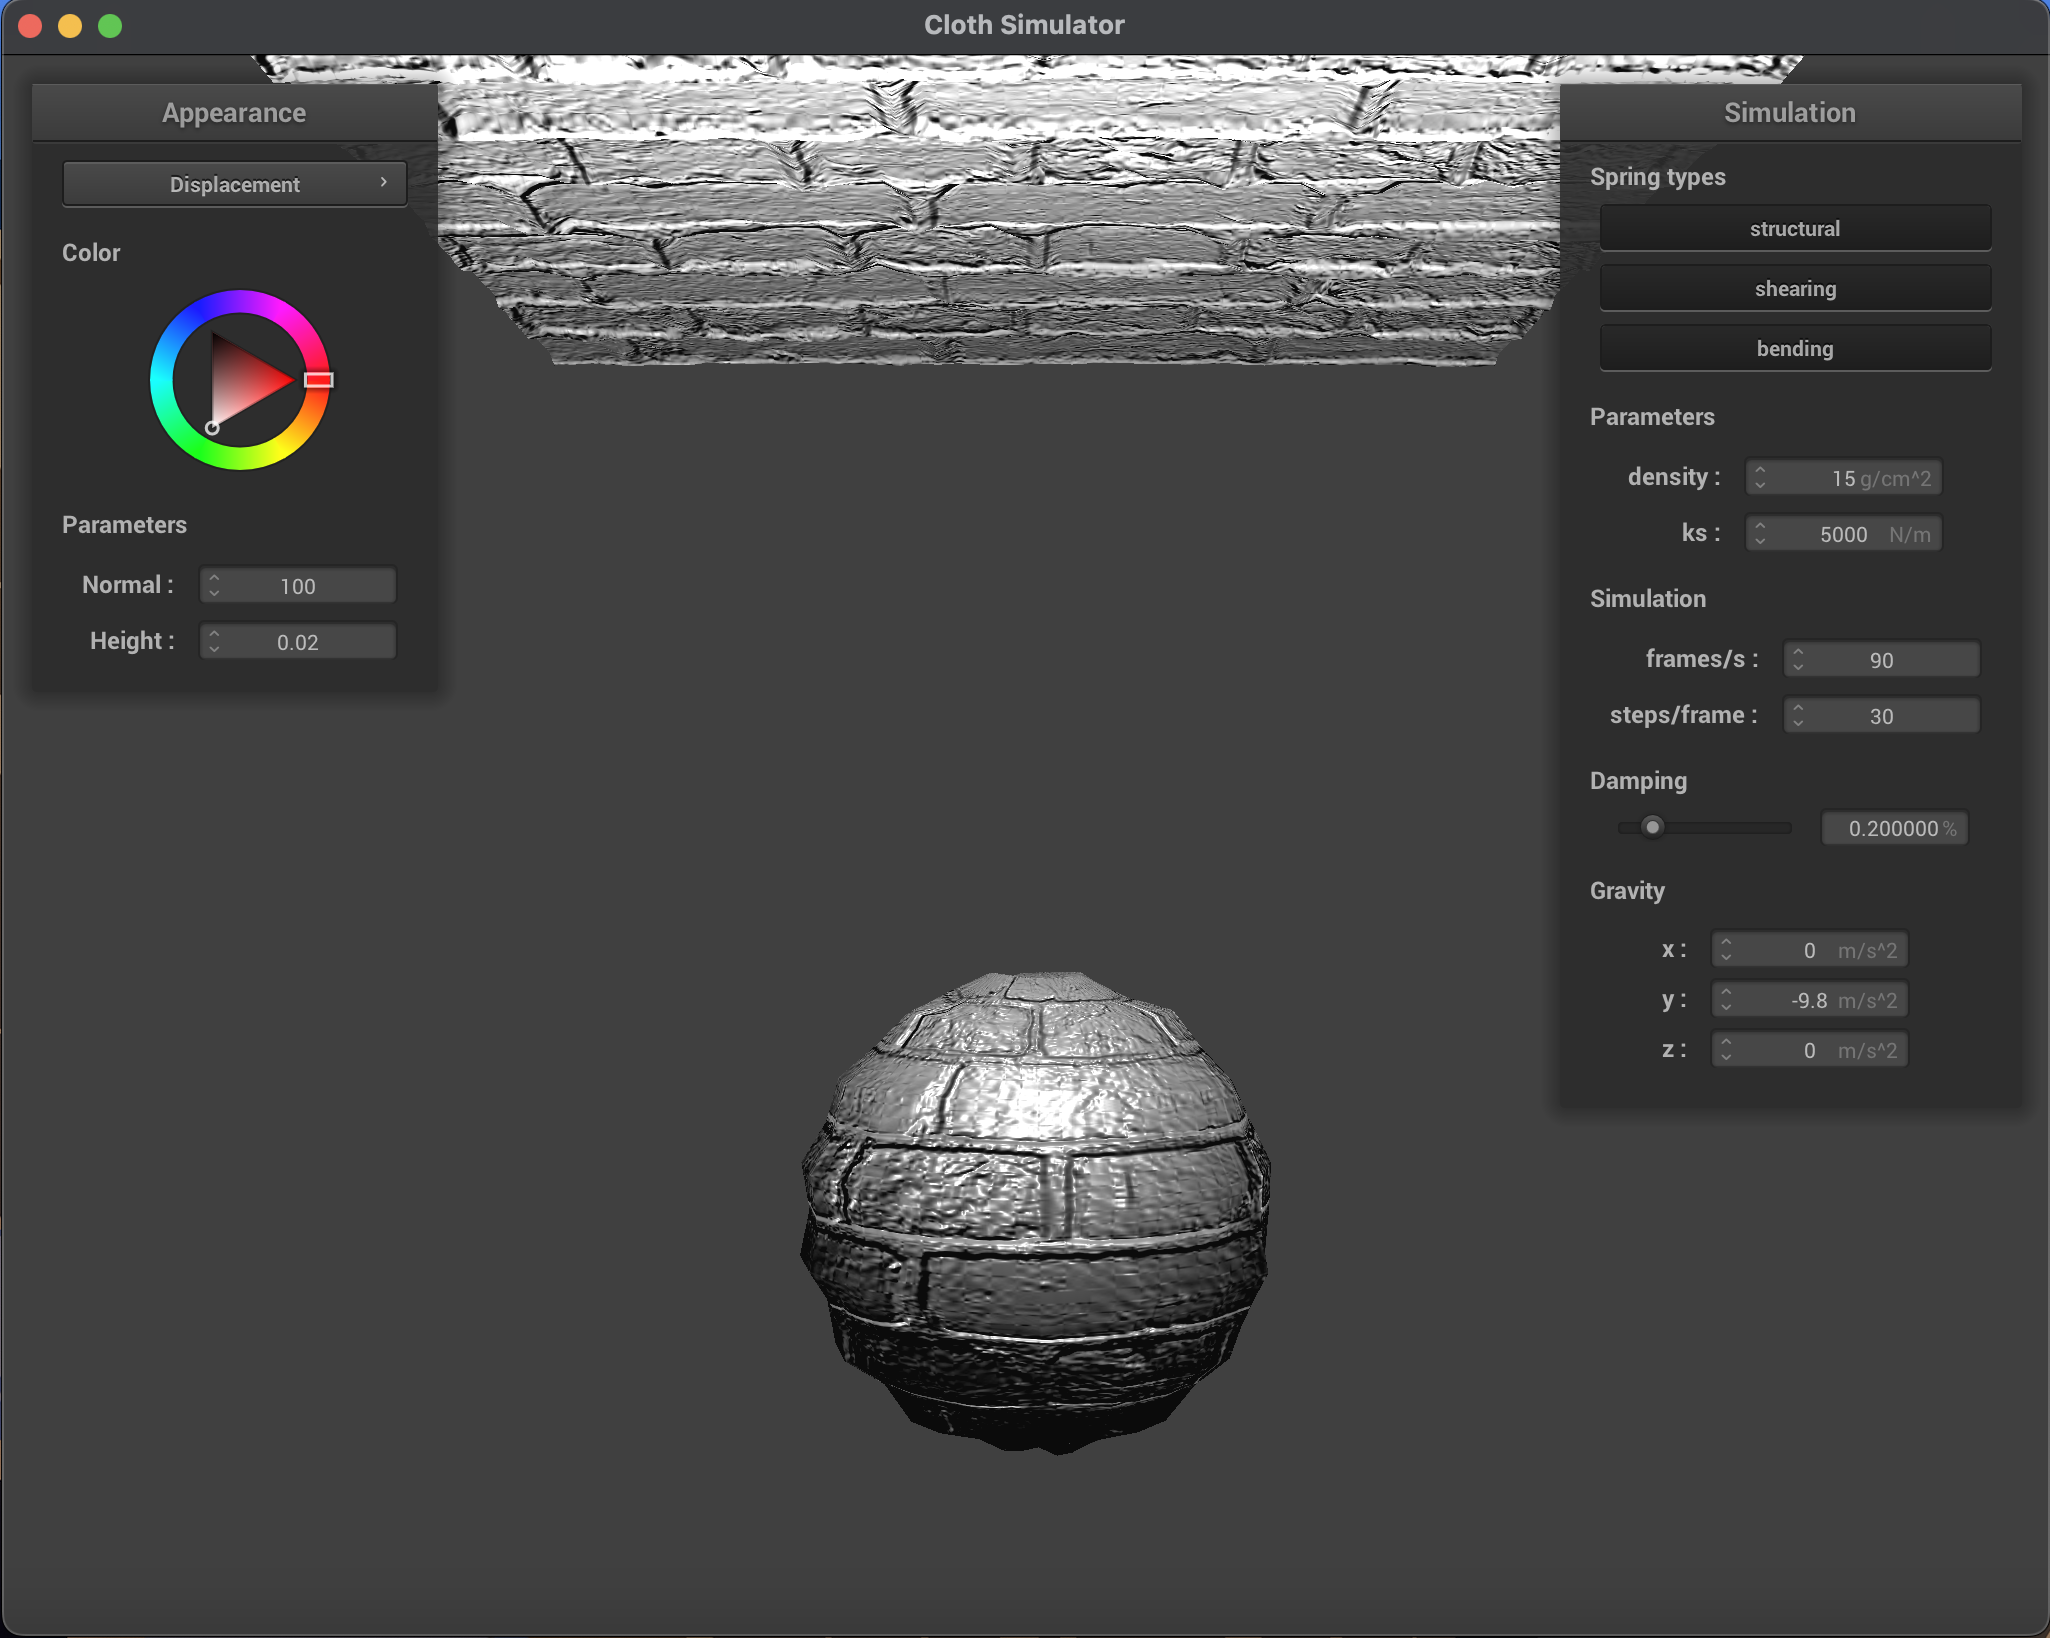 Cloth Simulator
Appearance
Displacement
Color
Parameters
Normal : 100
Height : 0.02
Simulation
Spring types
structural
shearing
bending
Parameters
density : 15 g/cm^2
ks : 5000 N/m
Simulation
frames/s : 90
steps/frame : 30
Damping
0.200000 %
Gravity
x : 0 m/s^2
y : -9.8 m/s^2
z : 0 m/s^2